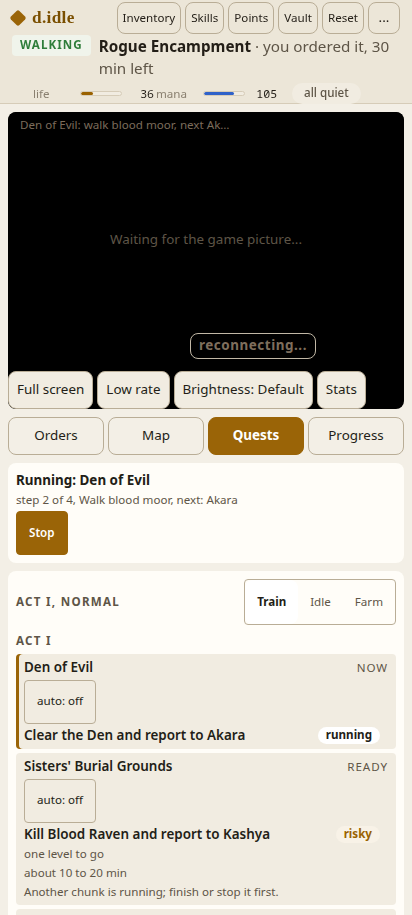 d.idle
Inventory Skills Points Vault Reset ...
WALKING Rogue Encampment · you ordered it, 30
min left
life 36 mana 105 all quiet
Den of Evil: walk blood moor, next Ak...
Waiting for the game picture...
reconnecting...
Full screen Low rate Brightness: Default Stats
Orders Map Quests Progress
Running: Den of Evil
step 2 of 4, Walk blood moor, next: Akara
Stop
ACT I, NORMAL Train Idle Farm
ACT I
Den of Evil NOW
auto: off
Clear the Den and report to Akara running
Sisters' Burial Grounds READY
auto: off
Kill Blood Raven and report to Kashya risky
one level to go
about 10 to 20 min
Another chunk is running; finish or stop it first.